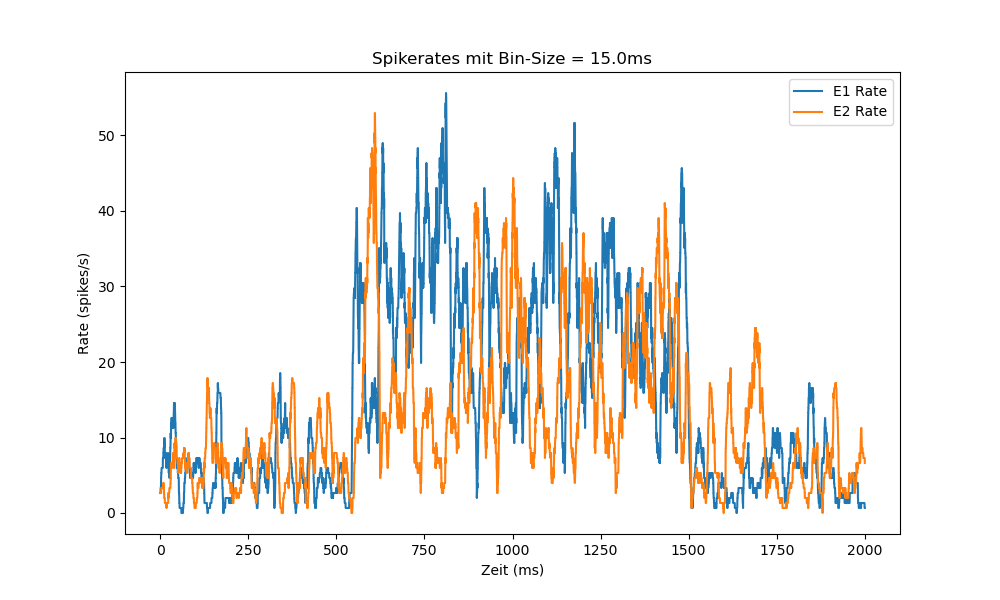 Spikerates mit Bin-Size = 15.0ms
E1 Rate
E2 Rate
Rate (spikes/s)
50
40
30
20
10
0
0 250 500 750 1000 1250 1500 1750 2000
Zeit (ms)